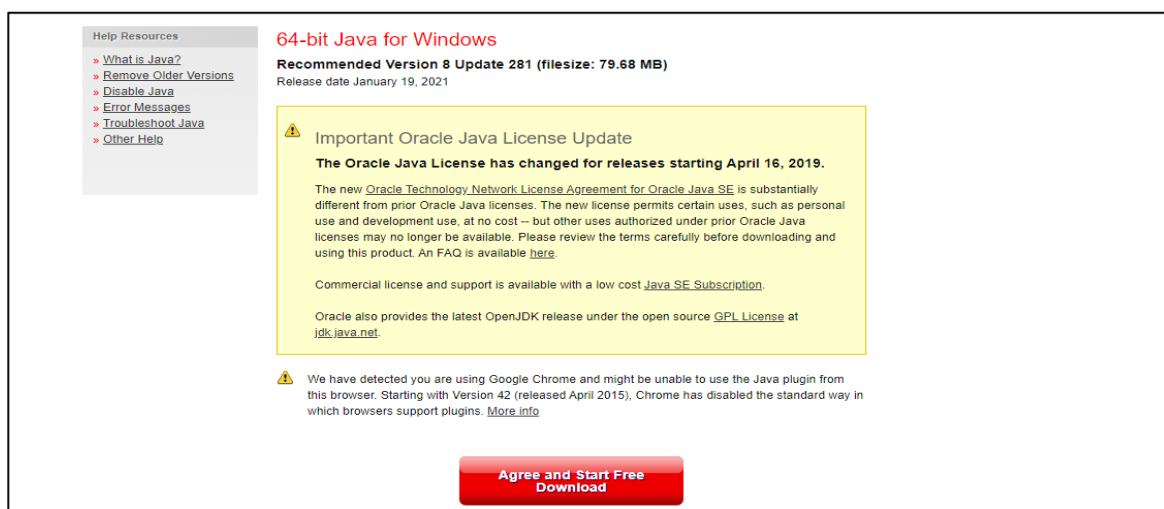 Help Resources
» What is Java?
» Remove Older Versions
» Disable Java
» Error Messages
» Troubleshoot Java
» Other Help
64-bit Java for Windows
Recommended Version 8 Update 281 (filesize: 79.68 MB)
Release date January 19, 2021
Important Oracle Java License Update
The Oracle Java License has changed for releases starting April 16, 2019.
The new Oracle Technology Network License Agreement for Oracle Java SE is substantially
different from prior Oracle Java licenses. The new license permits certain uses, such as personal
use and development use, at no cost -- but other uses authorized under prior Oracle Java
licenses may no longer be available. Please review the terms carefully before downloading and
using this product. An FAQ is available here.
Commercial license and support is available with a low cost Java SE Subscription.
Oracle also provides the latest OpenJDK release under the open source GPL License at
jdk.java.net.
We have detected you are using Google Chrome and might be unable to use the Java plugin from
this browser. Starting with Version 42 (released April 2015), Chrome has disabled the standard way in
which browsers support plugins. More info
Agree and Start Free
Download